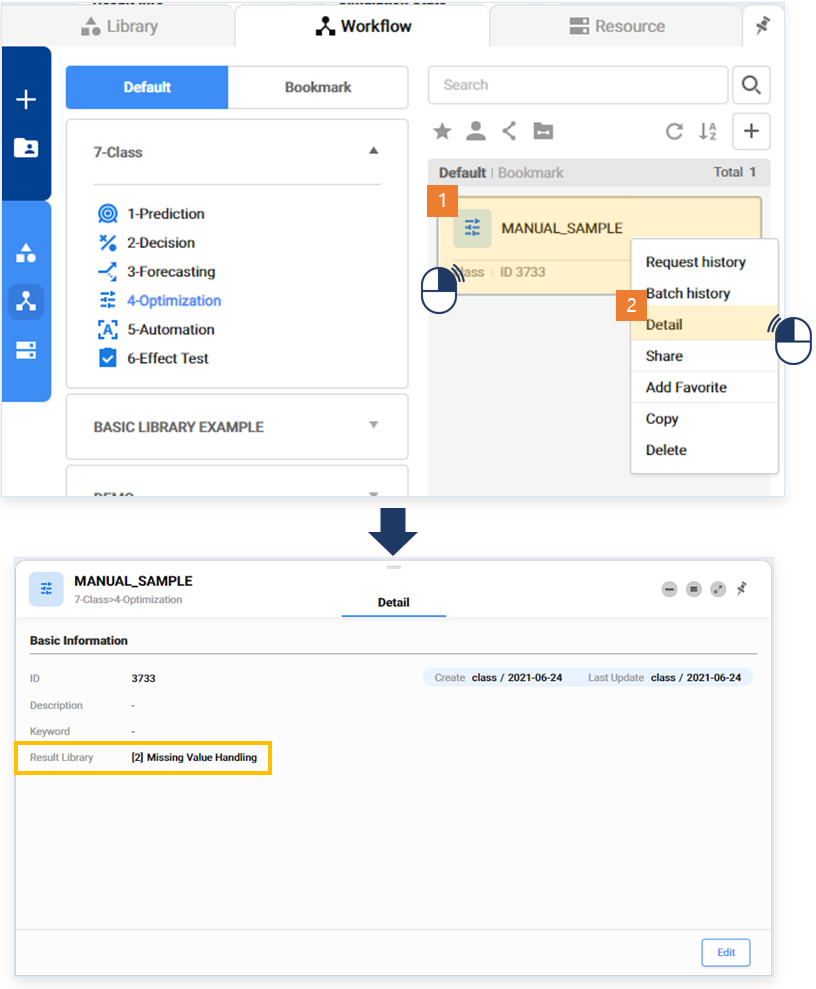 Library
Workflow
Resource
Default
Bookmark
Search
7-Class
1-Prediction
2-Decision
3-Forecasting
4-Optimization
5-Automation
6-Effect Test
BASIC LIBRARY EXAMPLE
DEMO
Default | Bookmark
Total 1
1
MANUAL_SAMPLE
class | ID 3733
Request history
Batch history
2
Detail
Share
Add Favorite
Copy
Delete
MANUAL_SAMPLE
7-Class>4-Optimization
Detail
Basic Information
ID 3733
Create class / 2021-06-24 Last Update class / 2021-06-24
Description -
Keyword -
Result Library [2] Missing Value Handling
Edit